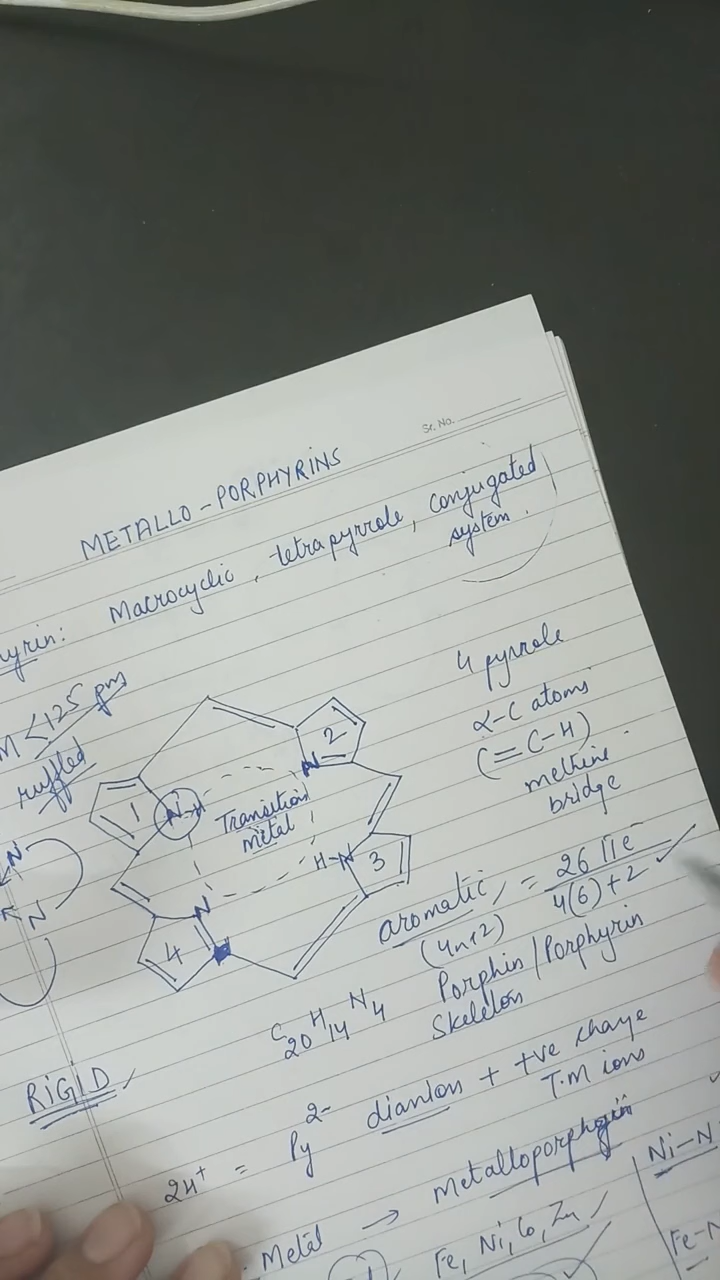 Sr. No.
METALLO-PORPHYRINS
hyrin: Macrocyclic, tetrapyrrole, conjugated
system.
M < 125 pm
ruffled
4 pyrrole
α-C atoms
(=C-H)
methine
bridge
1
N-H
2
N
Transition
metal
H-N
3
N
4
N
N
aromatic, = 26 πe⁻
(4n+2) 4(6)+2
C20H14N4
Porphin/Porphyrin
Skeleton
RIGID
2H⁺ = Py²⁻ dianion + +ve charge
T.M ions
Metal → Metalloporphyrin
Fe, Ni, Co, Zn
Ni-N
Fe-N